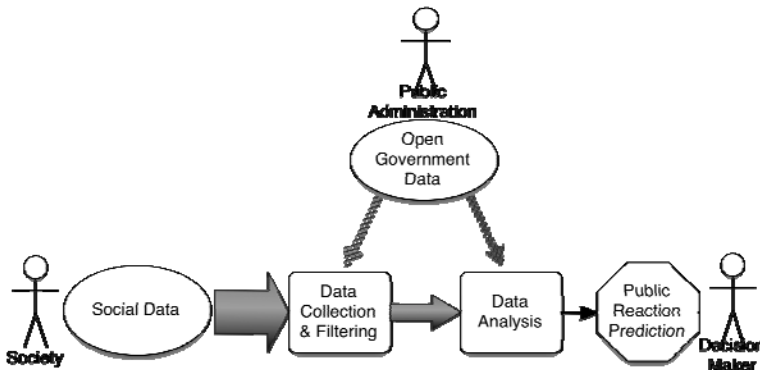 Public
Administration
Open
Government
Data
Society
Social Data
Data
Collection
& Filtering
Data
Analysis
Public
Reaction
Prediction
Decision
Maker